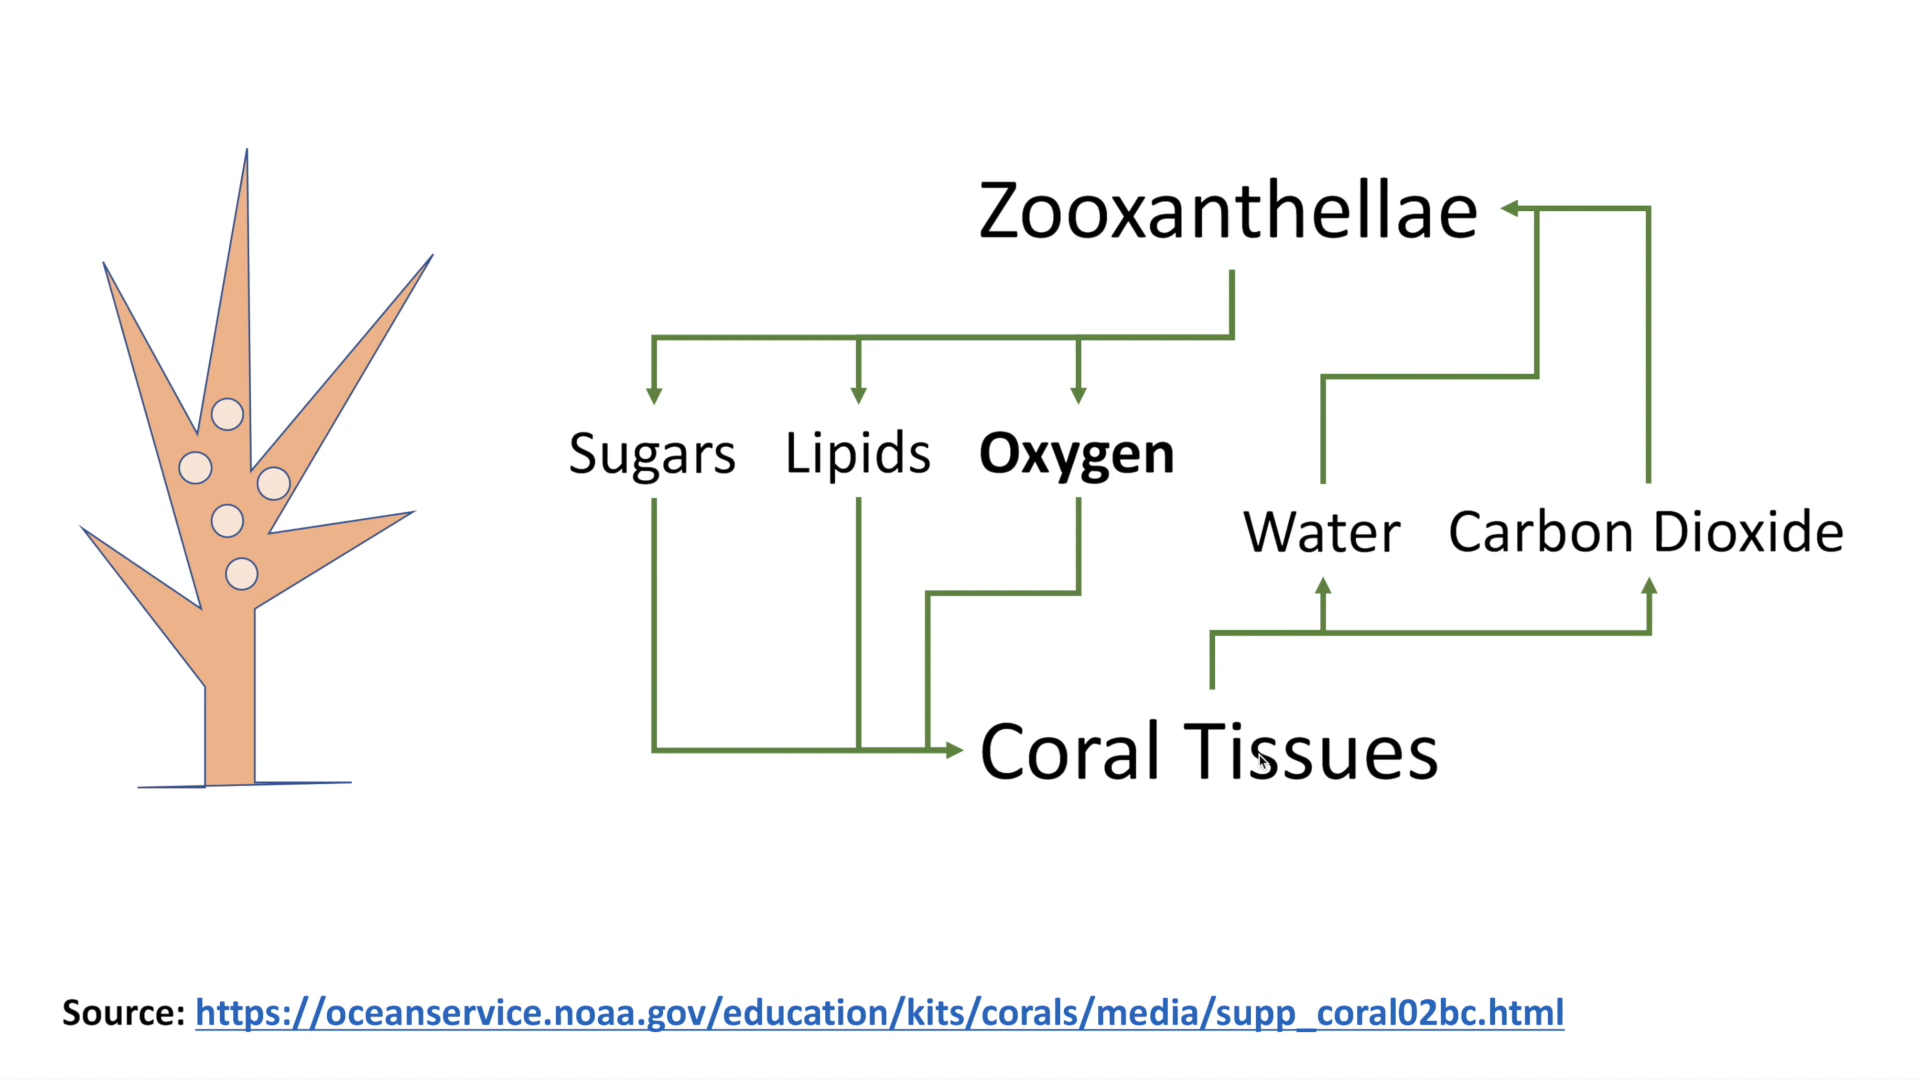 Zooxanthellae
Sugars Lipids Oxygen
Water Carbon Dioxide
Coral Tissues
Source: https://oceanservice.noaa.gov/education/kits/corals/media/supp_coral02bc.html